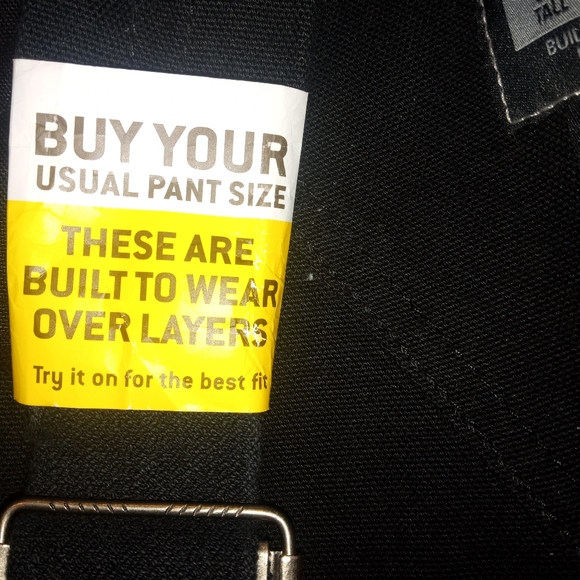 BUY YOUR
USUAL PANT SIZE
THESE ARE
BUILT TO WEAR
OVER LAYERS
Try it on for the best fit
TALL